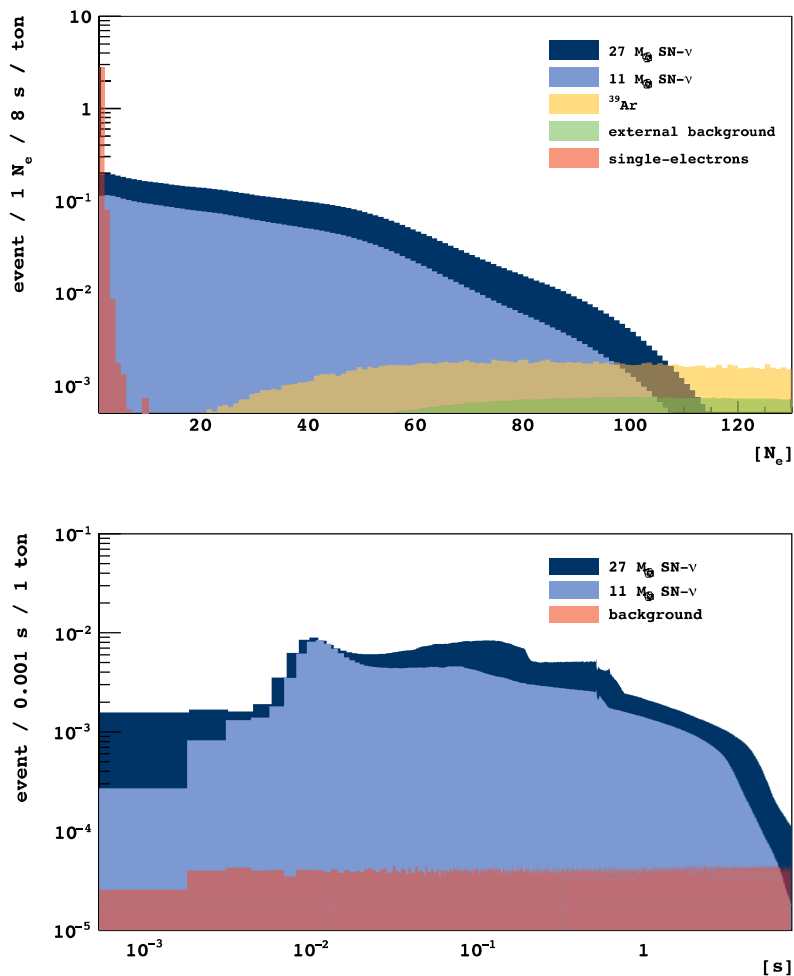 event / 1 Nₑ / 8 s / ton
10
1
10⁻¹
10⁻²
10⁻³
27 M☉ SN-ν
11 M☉ SN-ν
³⁹Ar
external background
single-electrons
20 40 60 80 100 120
[Nₑ]
event / 0.001 s / 1 ton
10⁻¹
10⁻²
10⁻³
10⁻⁴
10⁻⁵
27 M☉ SN-ν
11 M☉ SN-ν
background
10⁻³ 10⁻² 10⁻¹ 1
[s]